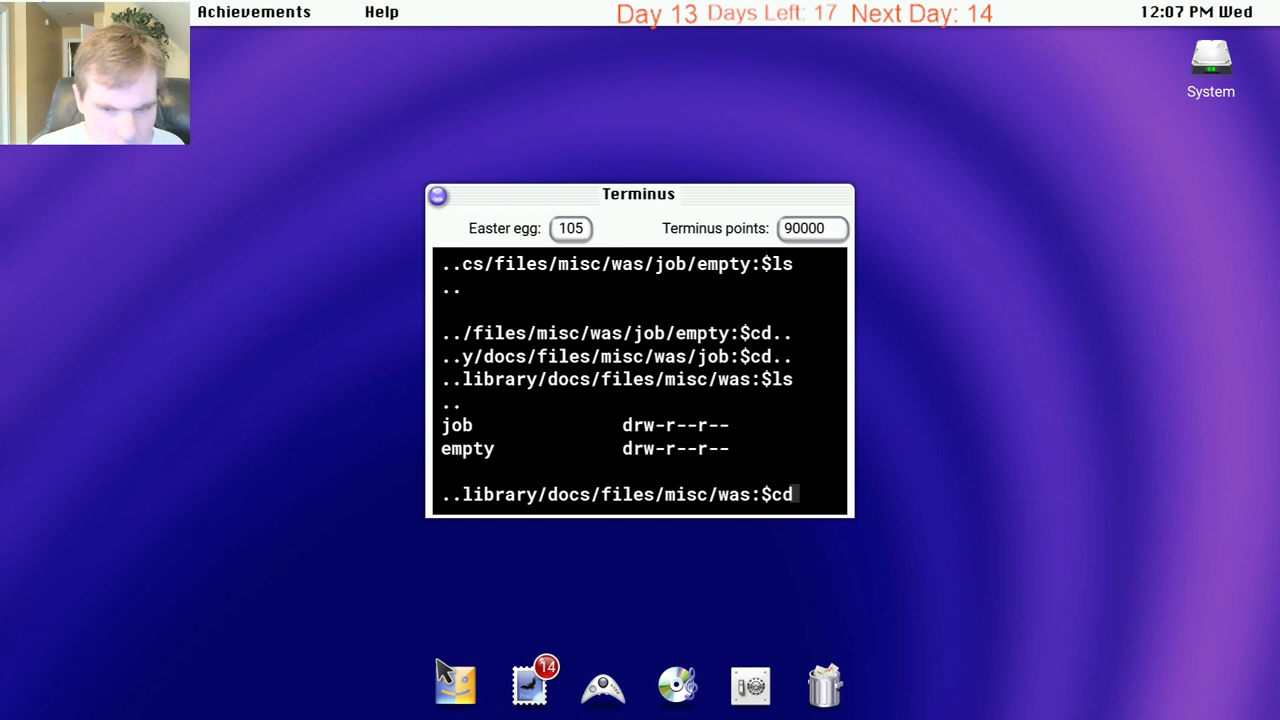 Achievements Help Day 13 Days Left: 17 Next Day: 14 12:07 PM Wed
System
Terminus
Easter egg: 105 Terminus points: 90000
..cs/files/misc/was/job/empty:$ls
..
../files/misc/was/job/empty:$cd..
..y/docs/files/misc/was/job:$cd..
..library/docs/files/misc/was:$ls
..
job drw-r--r--
empty drw-r--r--
..library/docs/files/misc/was:$cd
14